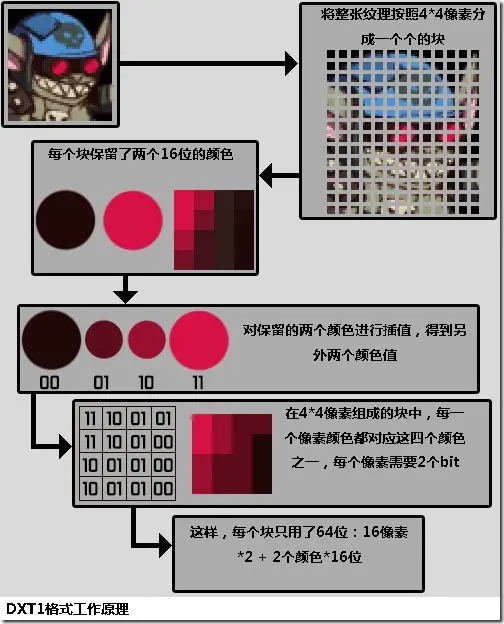 将整张纹理按照4*4像素分
成一个个的块
每个块保留了两个16位的颜色
对保留的两个颜色进行插值，得到另
外两个颜色值
00 01 10 11
11 10 01 01
11 10 01 00
10 01 01 00
10 01 00 00
在4*4像素组成的块中，每一
个像素颜色都对应这四个颜色
之一，每个像素需要2个bit
这样，每个块只用了64位：16像素
*2 + 2个颜色*16位
DXT1格式工作原理